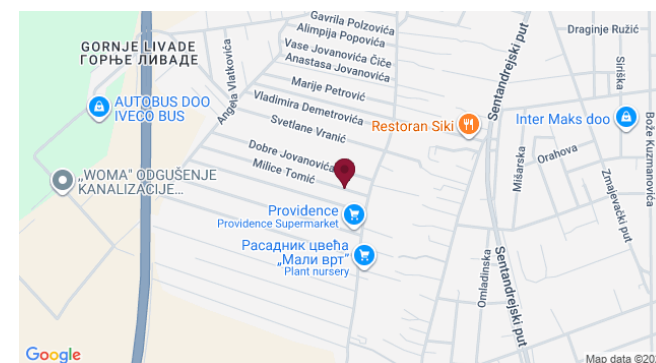 Gavrila Polzovića
Alimpija Popovića
Vase Jovanovića Čiče
Anastasa Jovanovića
Draginje Ružić
GORNJE LIVADE
ГОРЊЕ ЛИВАДЕ
Angela Vlatkovića
Marije Petrović
Sentandrejski put
Siriška
AUTOBUS DOO
IVECO BUS
Vladimira Demetrovića
Svetlane Vranić
Restoran Siki
Inter Maks doo
Bože Kuzmanovića
Dobre Jovanovića
Milice Tomić
Mišarska
Orahova
Zmajevački put
„WOMA" ODGUŠENJE
KANALIZACIJE...
Providence
Providence Supermarket
Расадник цвећа
„Мали врт”
Plant nursery
Omladinska
Sentandrejski put
Google
Map data ©202